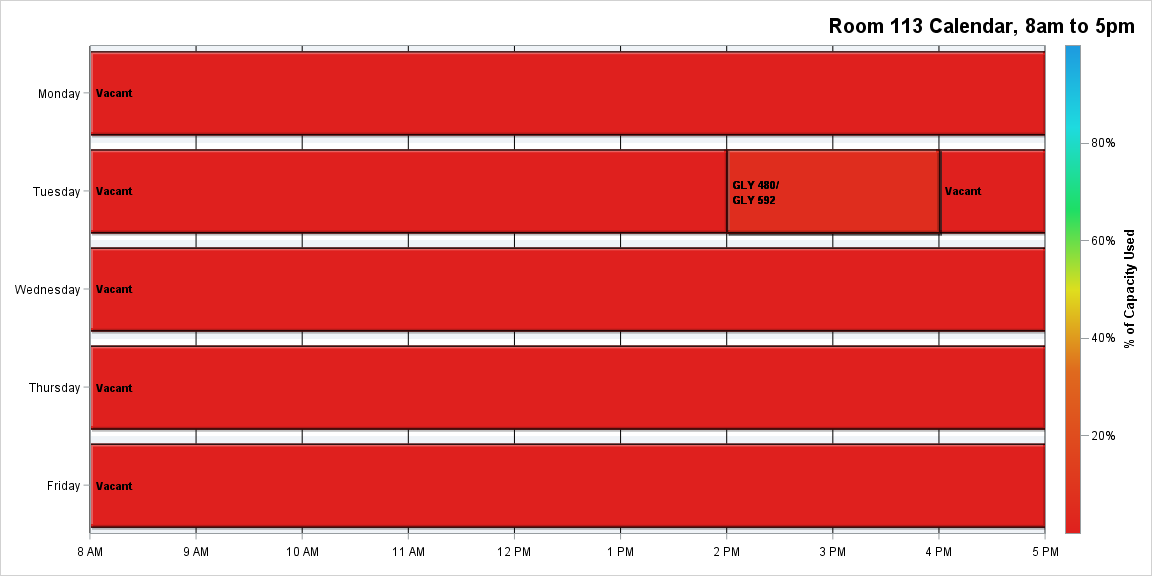 Room 113 Calendar, 8am to 5pm
Monday
Vacant
Tuesday
Vacant
GLY 480/
GLY 592
Vacant
Wednesday
Vacant
Thursday
Vacant
Friday
Vacant
8 AM
9 AM
10 AM
11 AM
12 PM
1 PM
2 PM
3 PM
4 PM
5 PM
80%
60%
40%
20%
% of Capacity Used